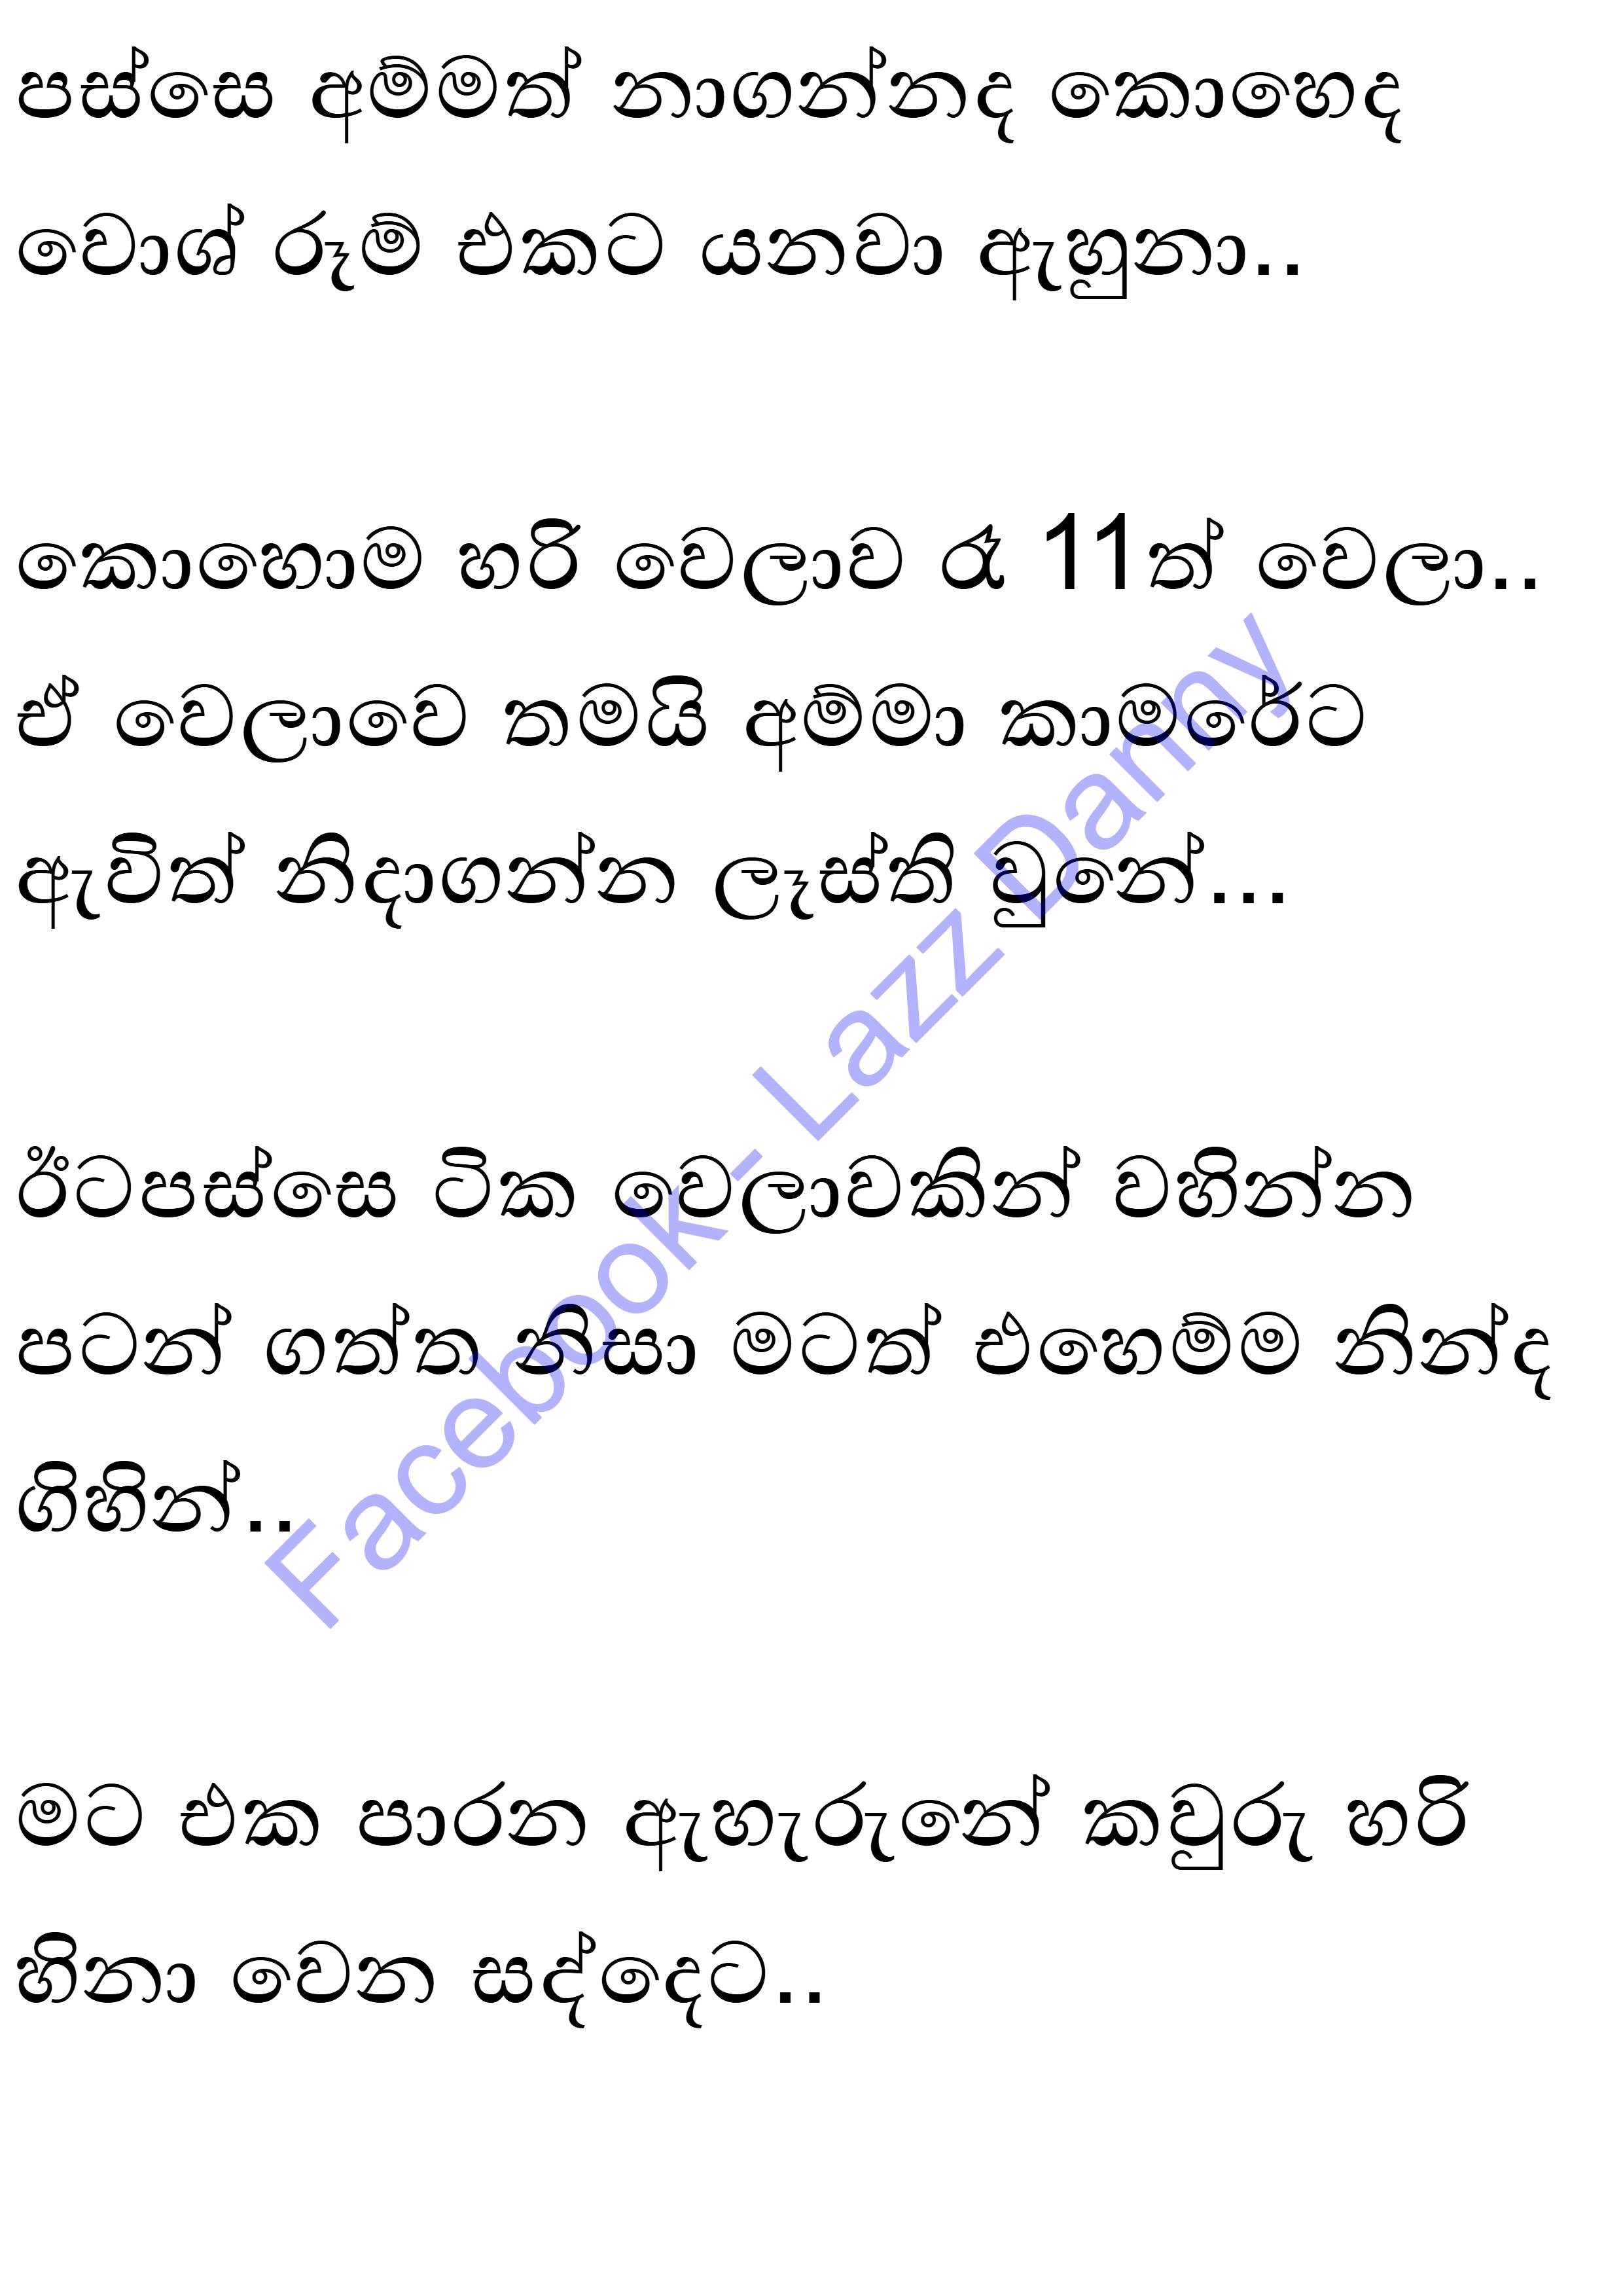 පස්සෙ අම්මත් නාගන්නද කොහෙද
වොශ් රූම් එකට යනවා ඇහුනා..
කොහොම හරි වෙලාව රෑ 11ත් වෙලා..
ඒ වෙලාවෙ තමයි අම්මා කාමරේට
ඇවිත් නිදාගන්න ලෑස්ති වුනේ...
ඊටපස්සෙ ටික වෙලාවකින් වහින්න
පටන් ගත්ත නිසා මටත් එහෙම්ම නින්ද
ගිහින්..
මට එක පාරන ඇහැරුනේ කවුරු හරි
හිනා වෙන සද්දෙට..
Facebook- Lazz Danny